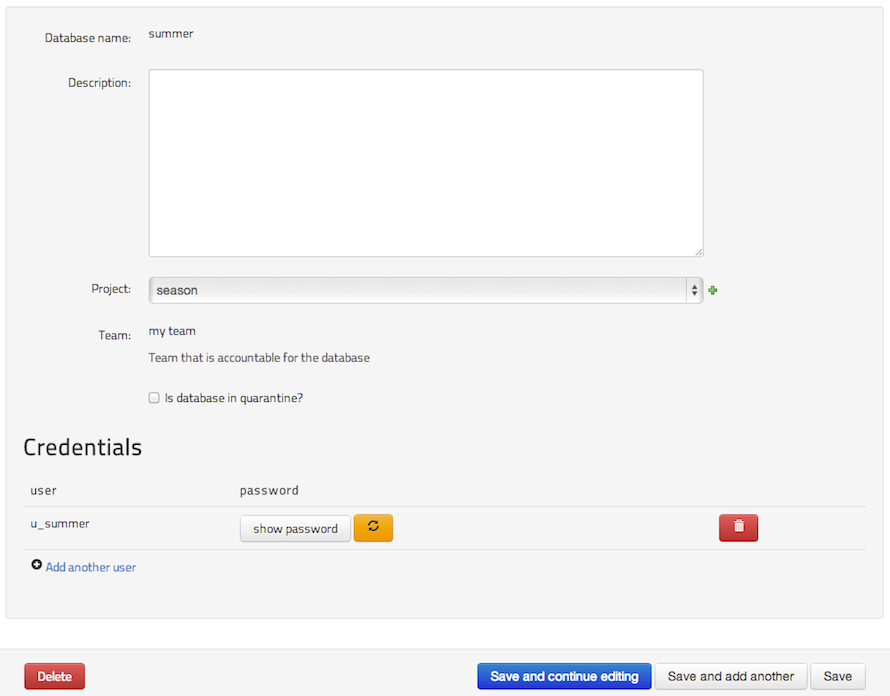 Database name: summer
Description:
Project: season
Team: my team
Team that is accountable for the database
Is database in quarantine?
Credentials
user password
u_summer show password
Add another user
Delete Save and continue editing Save and add another Save